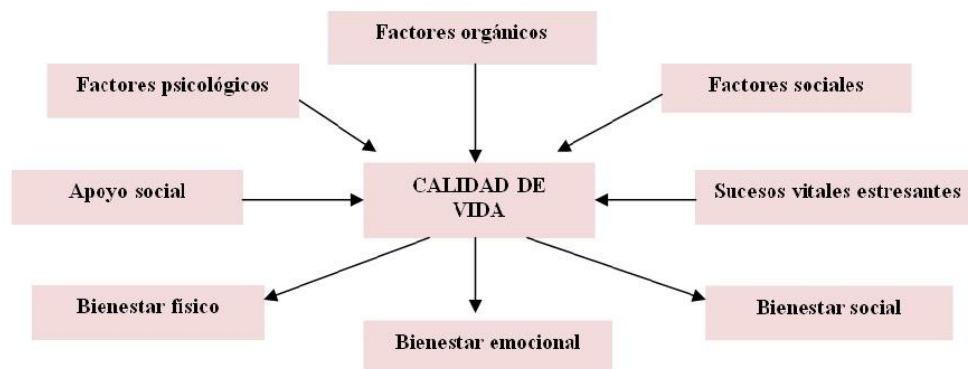 Factores orgánicos
Factores psicológicos
Factores sociales
Apoyo social
CALIDAD DE
VIDA
Sucesos vitales estresantes
Bienestar físico
Bienestar emocional
Bienestar social